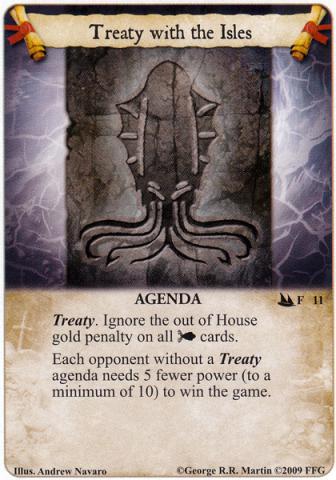 Treaty with the Isles
AGENDA
F 11
Treaty. Ignore the out of House
gold penalty on all cards.
Each opponent without a Treaty
agenda needs 5 fewer power (to a
minimum of 10) to win the game.
Illus. Andrew Navaro
©George R.R. Martin ©2009 FFG